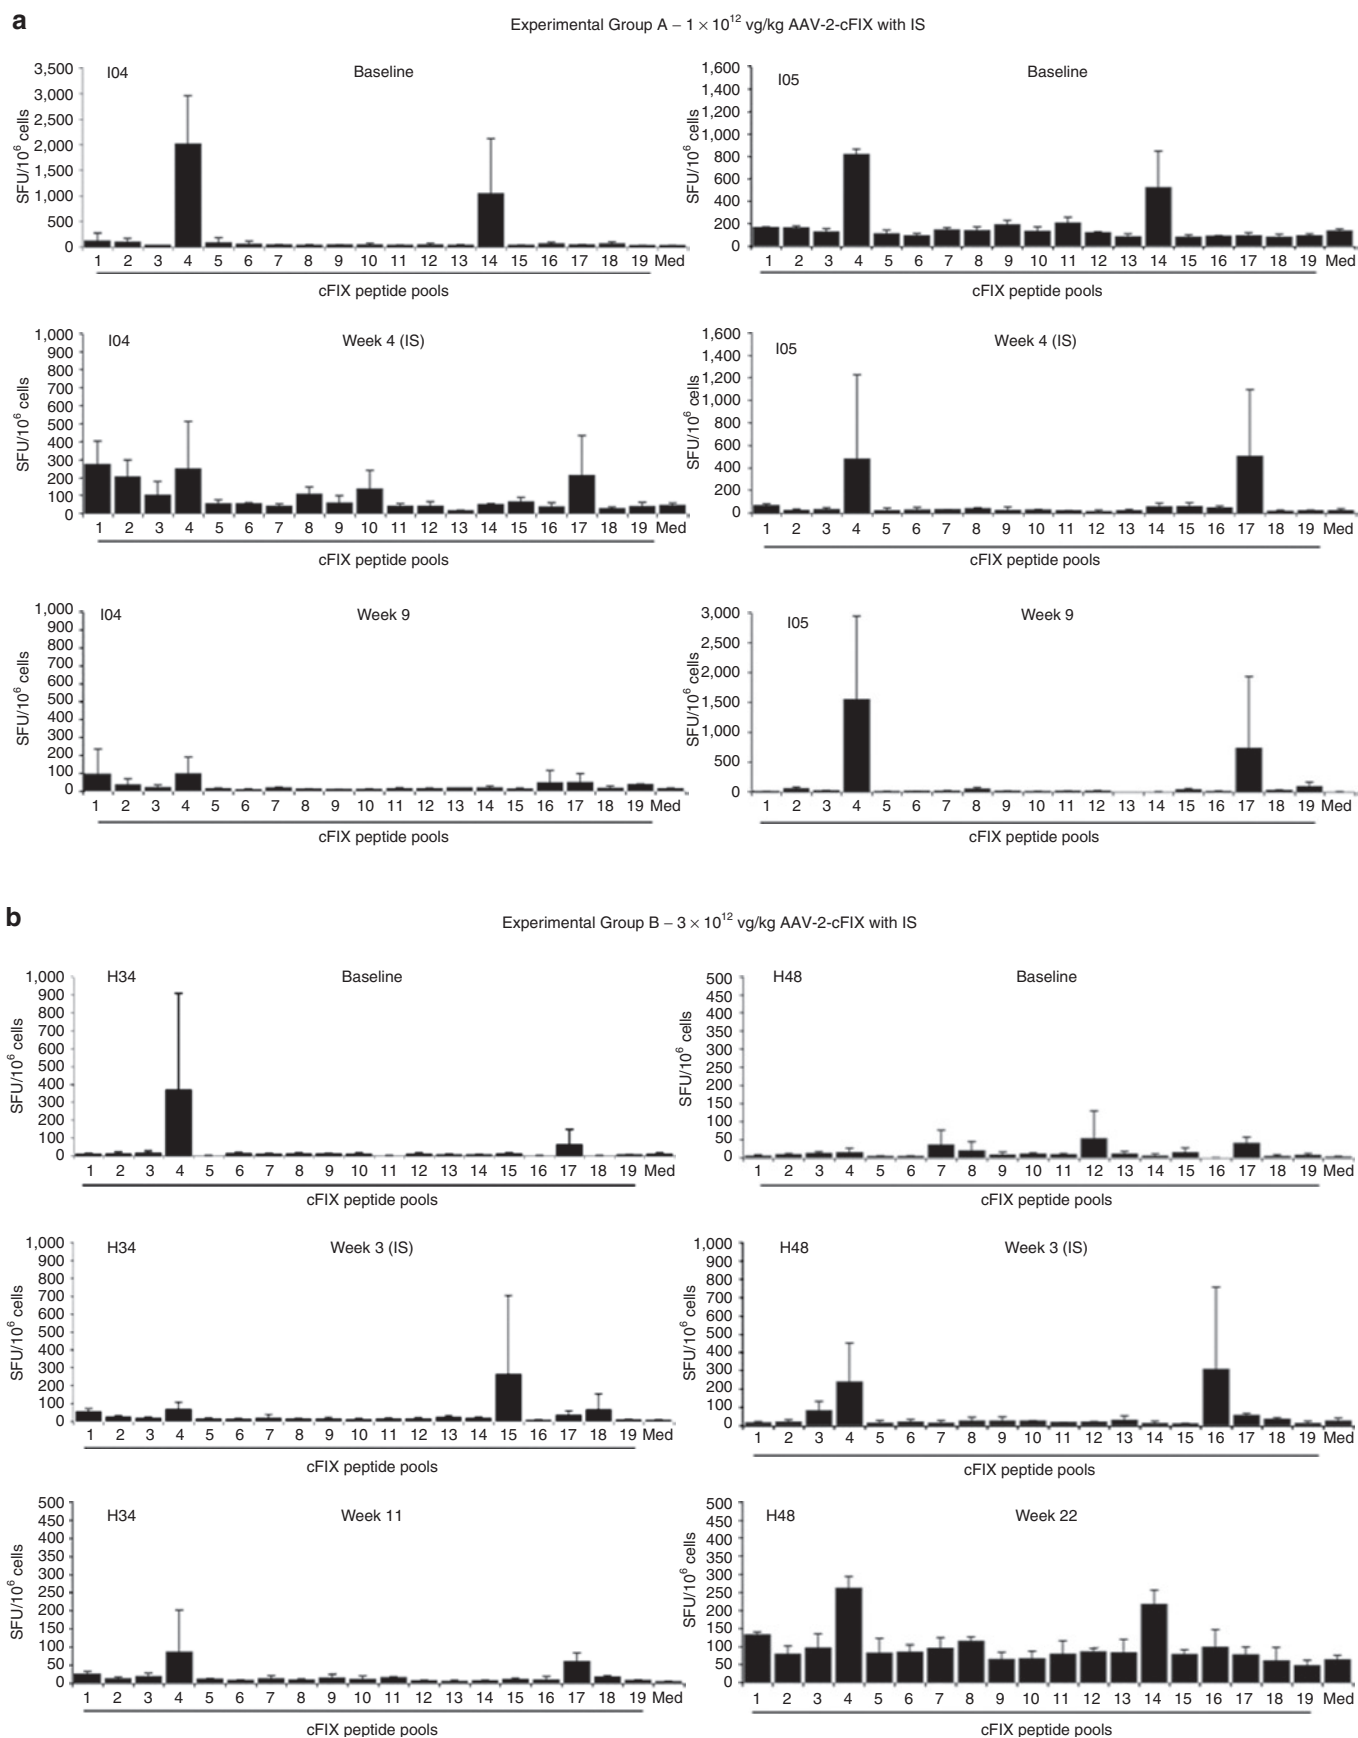 a
Experimental Group A – 1 × 10¹² vg/kg AAV-2-cFIX with IS
I04
Baseline
SFU/10⁶ cells
3,500
3,000
2,500
2,000
1,500
1,000
500
0
1 2 3 4 5 6 7 8 9 10 11 12 13 14 15 16 17 18 19 Med
cFIX peptide pools
I05
Baseline
SFU/10⁶ cells
1,600
1,400
1,200
1,000
800
600
400
200
0
1 2 3 4 5 6 7 8 9 10 11 12 13 14 15 16 17 18 19 Med
cFIX peptide pools
I04
Week 4 (IS)
SFU/10⁶ cells
1,000
900
800
700
600
500
400
300
200
100
0
1 2 3 4 5 6 7 8 9 10 11 12 13 14 15 16 17 18 19 Med
cFIX peptide pools
I05
Week 4 (IS)
SFU/10⁶ cells
1,600
1,400
1,200
1,000
800
600
400
200
0
1 2 3 4 5 6 7 8 9 10 11 12 13 14 15 16 17 18 19 Med
cFIX peptide pools
I04
Week 9
SFU/10⁶ cells
1,000
900
800
700
600
500
400
300
200
100
0
1 2 3 4 5 6 7 8 9 10 11 12 13 14 15 16 17 18 19 Med
cFIX peptide pools
I05
Week 9
SFU/10⁶ cells
3,000
2,500
2,000
1,500
1,000
500
0
1 2 3 4 5 6 7 8 9 10 11 12 13 14 15 16 17 18 19 Med
cFIX peptide pools
b
Experimental Group B – 3 × 10¹² vg/kg AAV-2-cFIX with IS
H34
Baseline
SFU/10⁶ cells
1,000
900
800
700
600
500
400
300
200
100
0
1 2 3 4 5 6 7 8 9 10 11 12 13 14 15 16 17 18 19 Med
cFIX peptide pools
H48
Baseline
SFU/10⁶ cells
500
450
400
350
300
250
200
150
100
50
0
1 2 3 4 5 6 7 8 9 10 11 12 13 14 15 16 17 18 19 Med
cFIX peptide pools
H34
Week 3 (IS)
SFU/10⁶ cells
1,000
900
800
700
600
500
400
300
200
100
0
1 2 3 4 5 6 7 8 9 10 11 12 13 14 15 16 17 18 19 Med
cFIX peptide pools
H48
Week 3 (IS)
SFU/10⁶ cells
1,000
900
800
700
600
500
400
300
200
100
0
1 2 3 4 5 6 7 8 9 10 11 12 13 14 15 16 17 18 19 Med
cFIX peptide pools
H34
Week 11
SFU/10⁶ cells
500
450
400
350
300
250
200
150
100
50
0
1 2 3 4 5 6 7 8 9 10 11 12 13 14 15 16 17 18 19 Med
cFIX peptide pools
H48
Week 22
SFU/10⁶ cells
500
450
400
350
300
250
200
150
100
50
0
1 2 3 4 5 6 7 8 9 10 11 12 13 14 15 16 17 18 19 Med
cFIX peptide pools